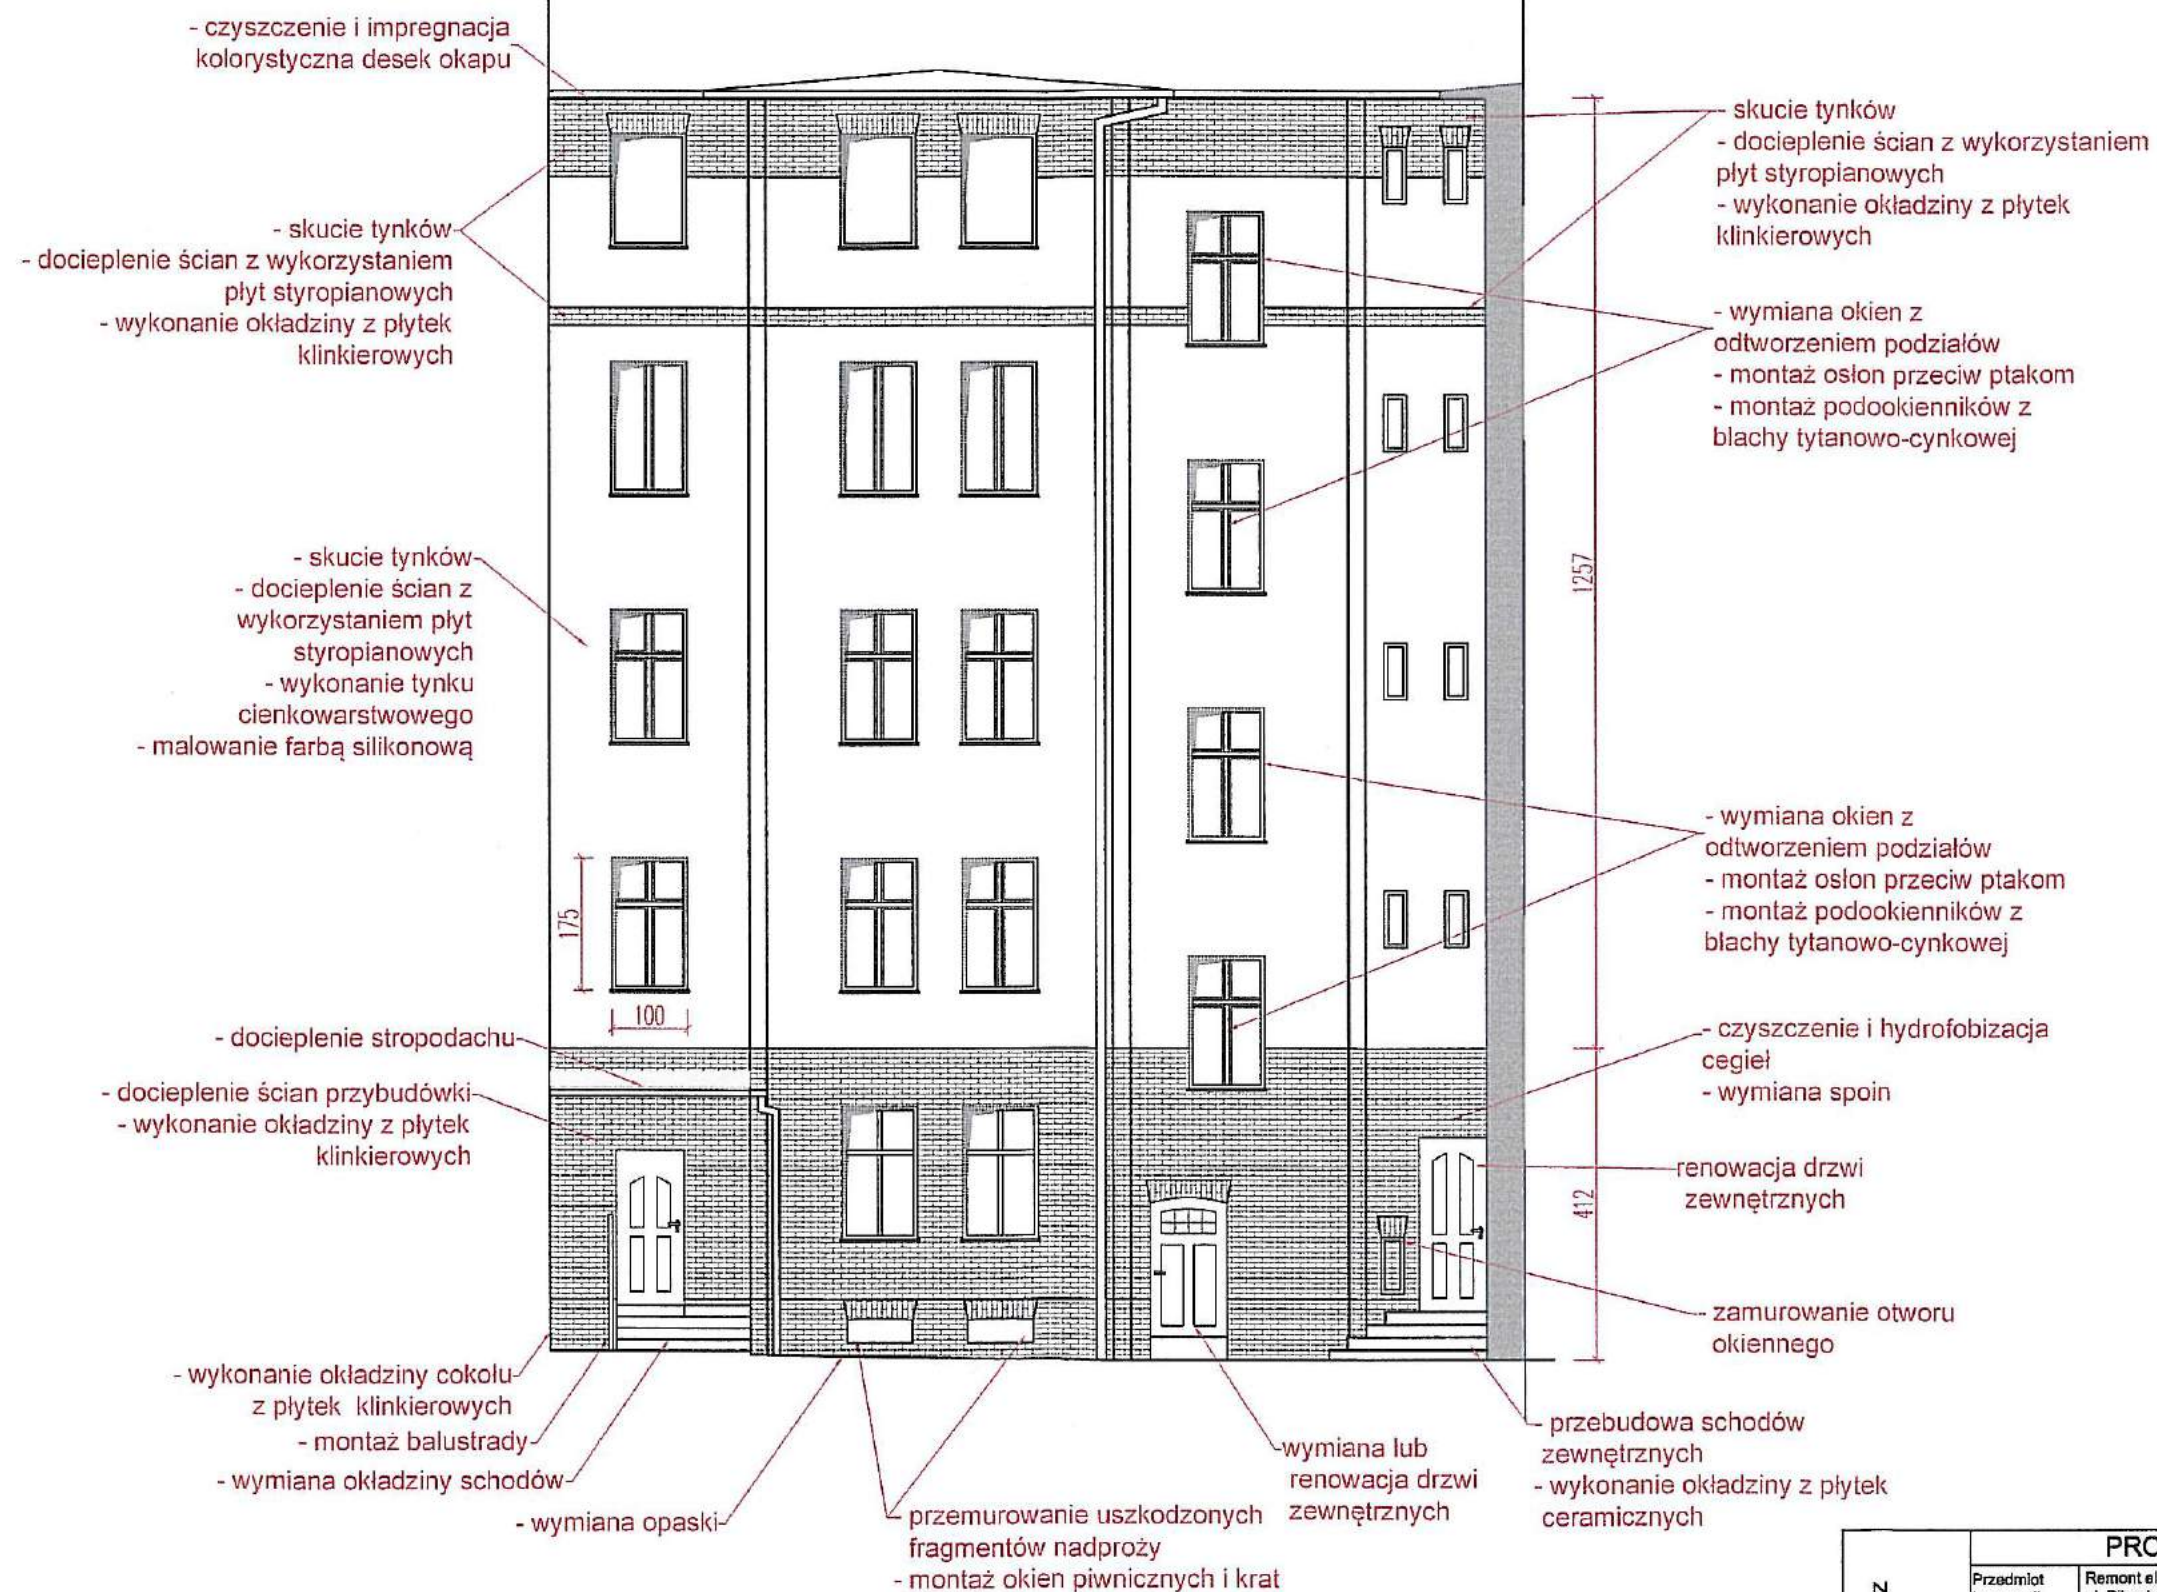 - czyszczenie i impregnacja
kolorystyczna desek okapu
- skucie tynków
- docieplenie ścian z wykorzystaniem
płyt styropianowych
- wykonanie okładziny z płytek
klinkierowych
- skucie tynków
- docieplenie ścian z
wykorzystaniem płyt
styropianowych
- wykonanie tynku
cienkowarstwowego
- malowanie farbą silikonową
175
100
- docieplenie stropodachu
- docieplenie ścian przybudówki
- wykonanie okładziny z płytek
klinkierowych
- wykonanie okładziny cokołu
z płytek klinkierowych
- montaż balustrady
- wymiana okładziny schodów
- wymiana opaski
- przemurowanie uszkodzonych
fragmentów nadproży
- montaż okien piwnicznych i krat
- wymiana lub
renowacja drzwi
zewnętrznych
- skucie tynków
- docieplenie ścian z wykorzystaniem
płyt styropianowych
- wykonanie okładziny z płytek
klinkierowych
- wymiana okien z
odtworzeniem podziałów
- montaż osłon przeciw ptakom
- montaż podookienników z
blachy tytanowo-cynkowej
1257
- wymiana okien z
odtworzeniem podziałów
- montaż osłon przeciw ptakom
- montaż podookienników z
blachy tytanowo-cynkowej
- czyszczenie i hydrofobizacja
cegieł
- wymiana spoin
renowacja drzwi
zewnętrznych
412
- zamurowanie otworu
okiennego
- przebudowa schodów
zewnętrznych
- wykonanie okładziny z płytek
ceramicznych
PRO
Przedmiot
Remont el